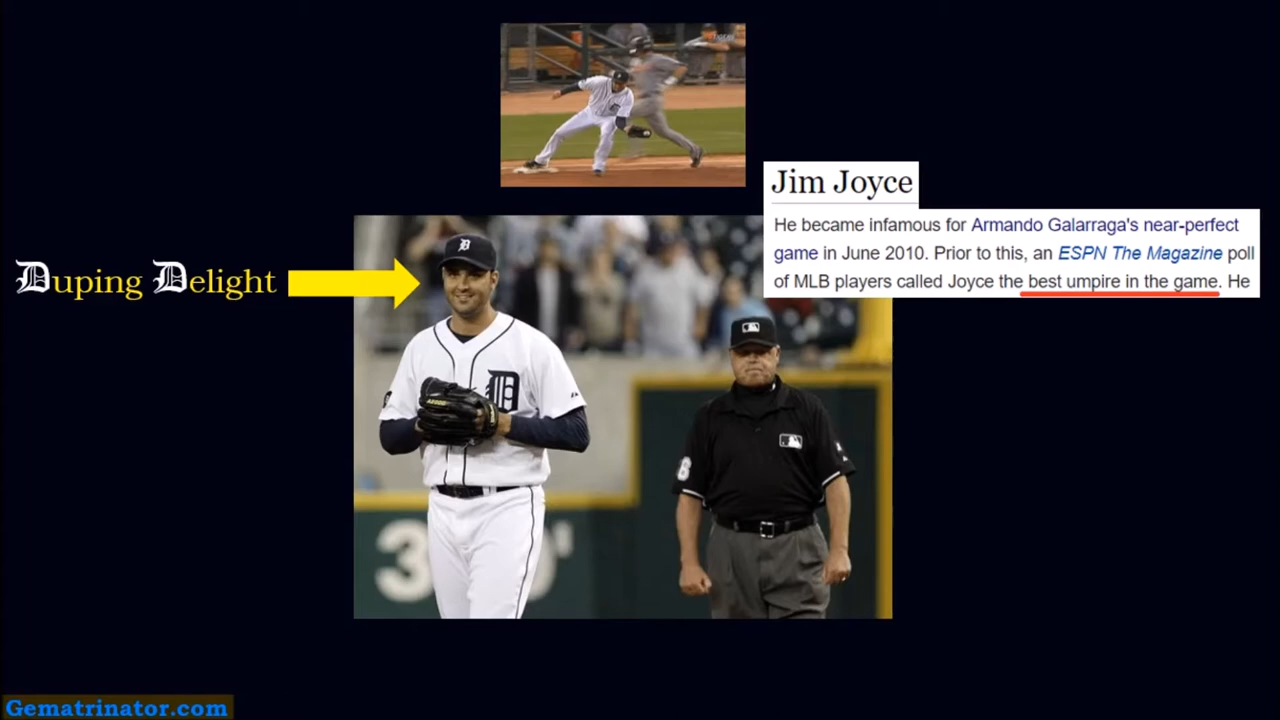 Jim Joyce
He became infamous for Armando Galarraga's near-perfect
game in June 2010. Prior to this, an ESPN The Magazine poll
of MLB players called Joyce the best umpire in the game. He
Duping Delight
D
D
6
Gematrinator.com